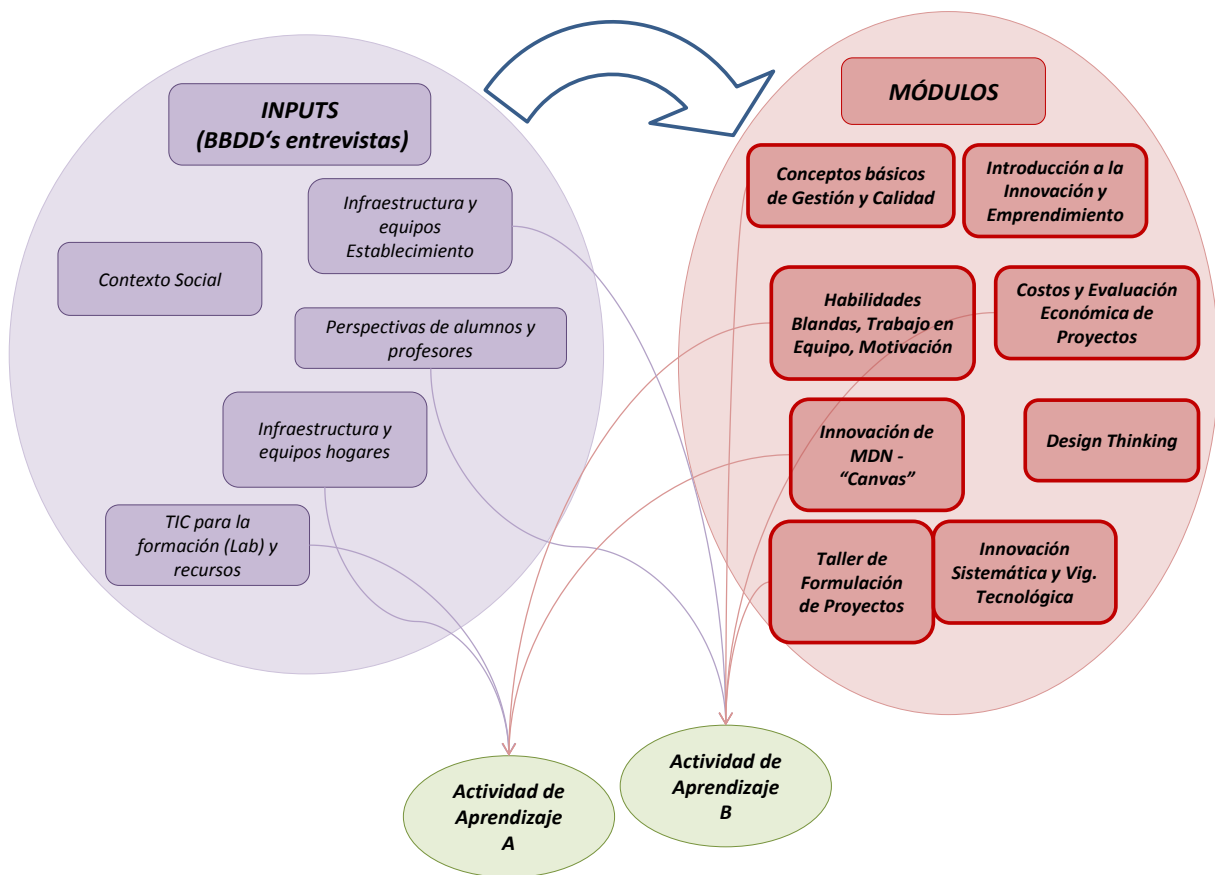 INPUTS
(BBDD‘s entrevistas)
Infraestructura y
equipos
Establecimiento
Contexto Social
Perspectivas de alumnos y
profesores
Infraestructura y
equipos hogares
TIC para la
formación (Lab) y
recursos
MÓDULOS
Conceptos básicos
de Gestión y Calidad
Introducción a la
Innovación y
Emprendimiento
Habilidades
Blandas, Trabajo en
Equipo, Motivación
Costos y Evaluación
Económica de
Proyectos
Innovación de
MDN -
“Canvas”
Design Thinking
Taller de
Formulación
de Proyectos
Innovación
Sistemática y Vig.
Tecnológica
Actividad de
Aprendizaje
A
Actividad de
Aprendizaje
B